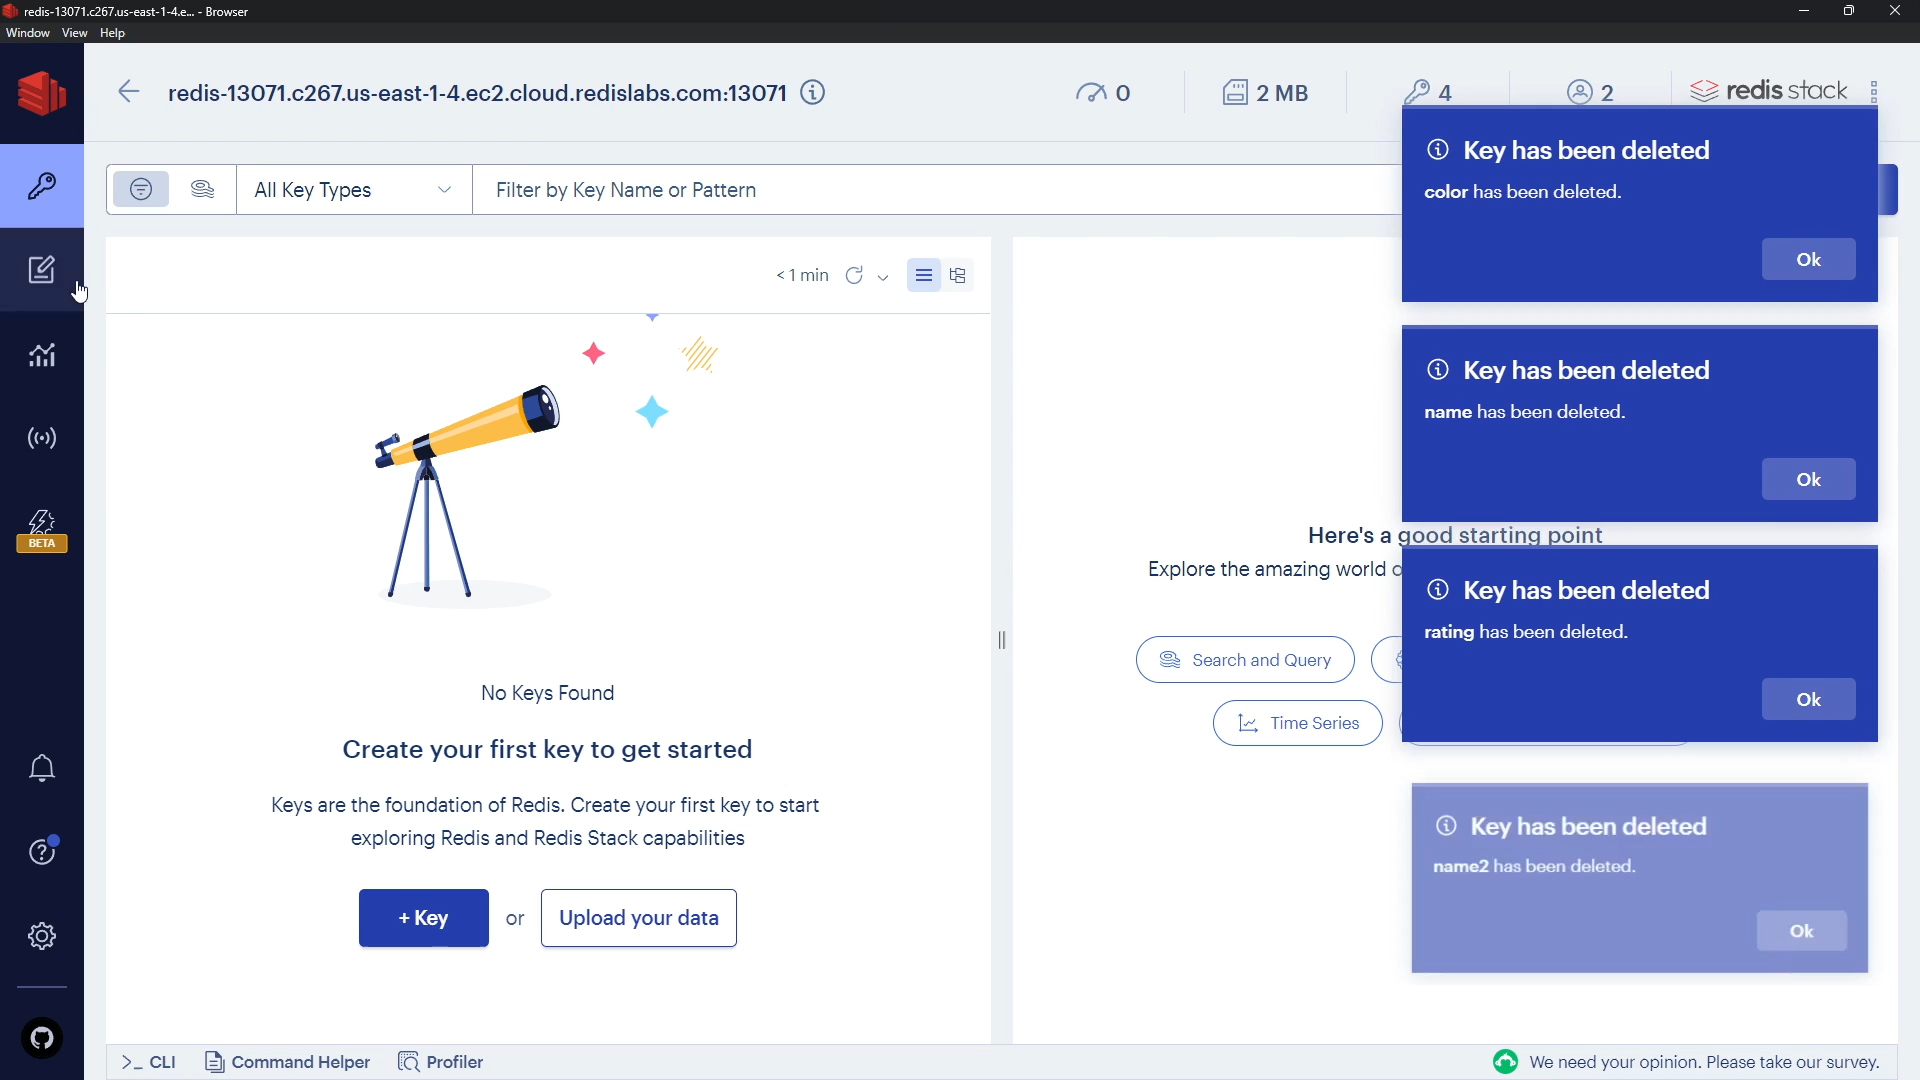 redis-13071.c267.us-east-1-4.e... - Browser
Window View Help
redis-13071.c267.us-east-1-4.ec2.cloud.redislabs.com:13071
0
2 MB
4
2
redis stack
All Key Types
Filter by Key Name or Pattern
Key has been deleted
color has been deleted.
Ok
< 1 min
Key has been deleted
name has been deleted.
Ok
Here's a good starting point
Explore the amazing world
BETA
Key has been deleted
rating has been deleted.
Search and Query
Ok
Time Series
No Keys Found
Create your first key to get started
Keys are the foundation of Redis. Create your first key to start
exploring Redis and Redis Stack capabilities
+ Key or Upload your data
Key has been deleted
name2 has been deleted.
Ok
>_ CLI Command Helper Profiler
We need your opinion. Please take our survey.